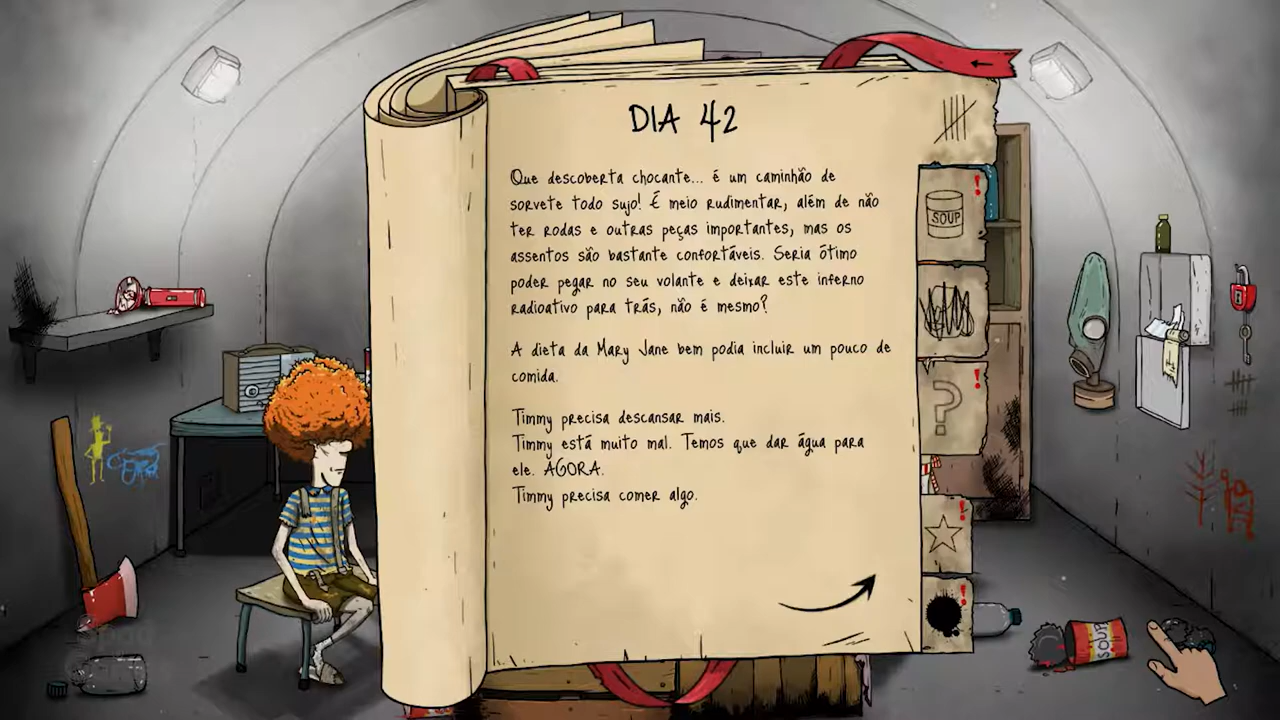 DIA 42
Que descoberta chocante... é um caminhão de
sorvete todo sujo! É meio rudimentar, além de não
ter rodas e outras peças importantes, mas os
assentos são bastante confortáveis. Seria ótimo
poder pegar no seu volante e deixar este inferno
radioativo para trás, não é mesmo?
A dieta da Mary Jane bem podia incluir um pouco de
comida.
Timmy precisa descansar mais.
Timmy está muito mal. Temos que dar água para
ele. AGORA.
Timmy precisa comer algo.
!
SOUP
!
?
!
!
SOUP